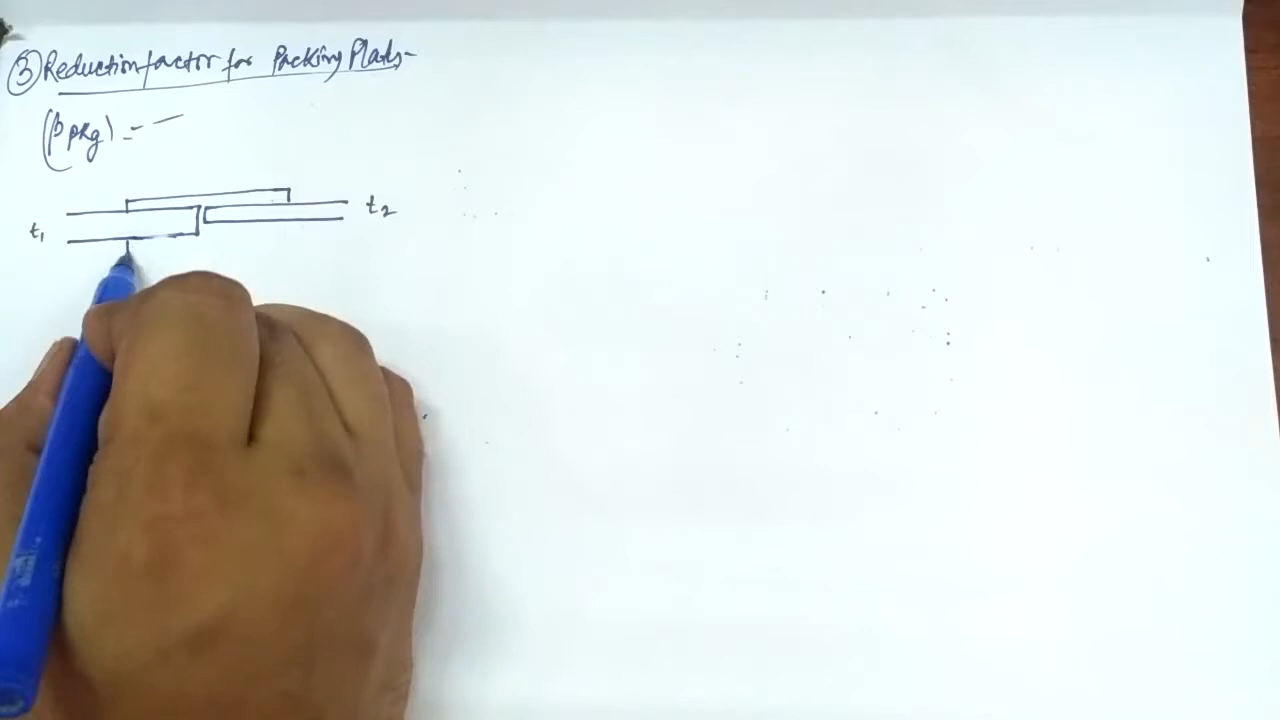 ③ Reduction factor for Packing Plates-
(βpkg) = -
t₁
t₂